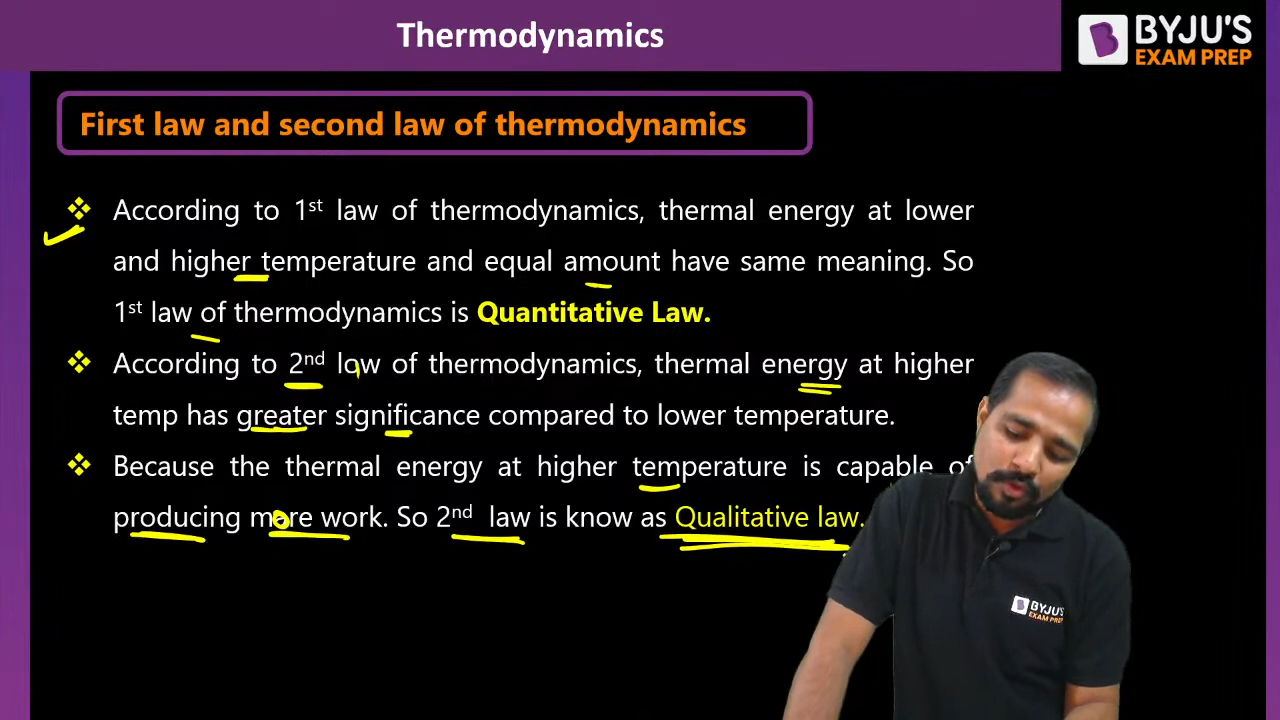 Thermodynamics
BYJU'S
EXAM PREP
First law and second law of thermodynamics
According to 1st law of thermodynamics, thermal energy at lower
and higher temperature and equal amount have same meaning. So
1st law of thermodynamics is Quantitative Law.
According to 2nd law of thermodynamics, thermal energy at higher
temp has greater significance compared to lower temperature.
Because the thermal energy at higher temperature is capable of
producing more work. So 2nd law is know as Qualitative law.
BYJU'S
EXAM PREP